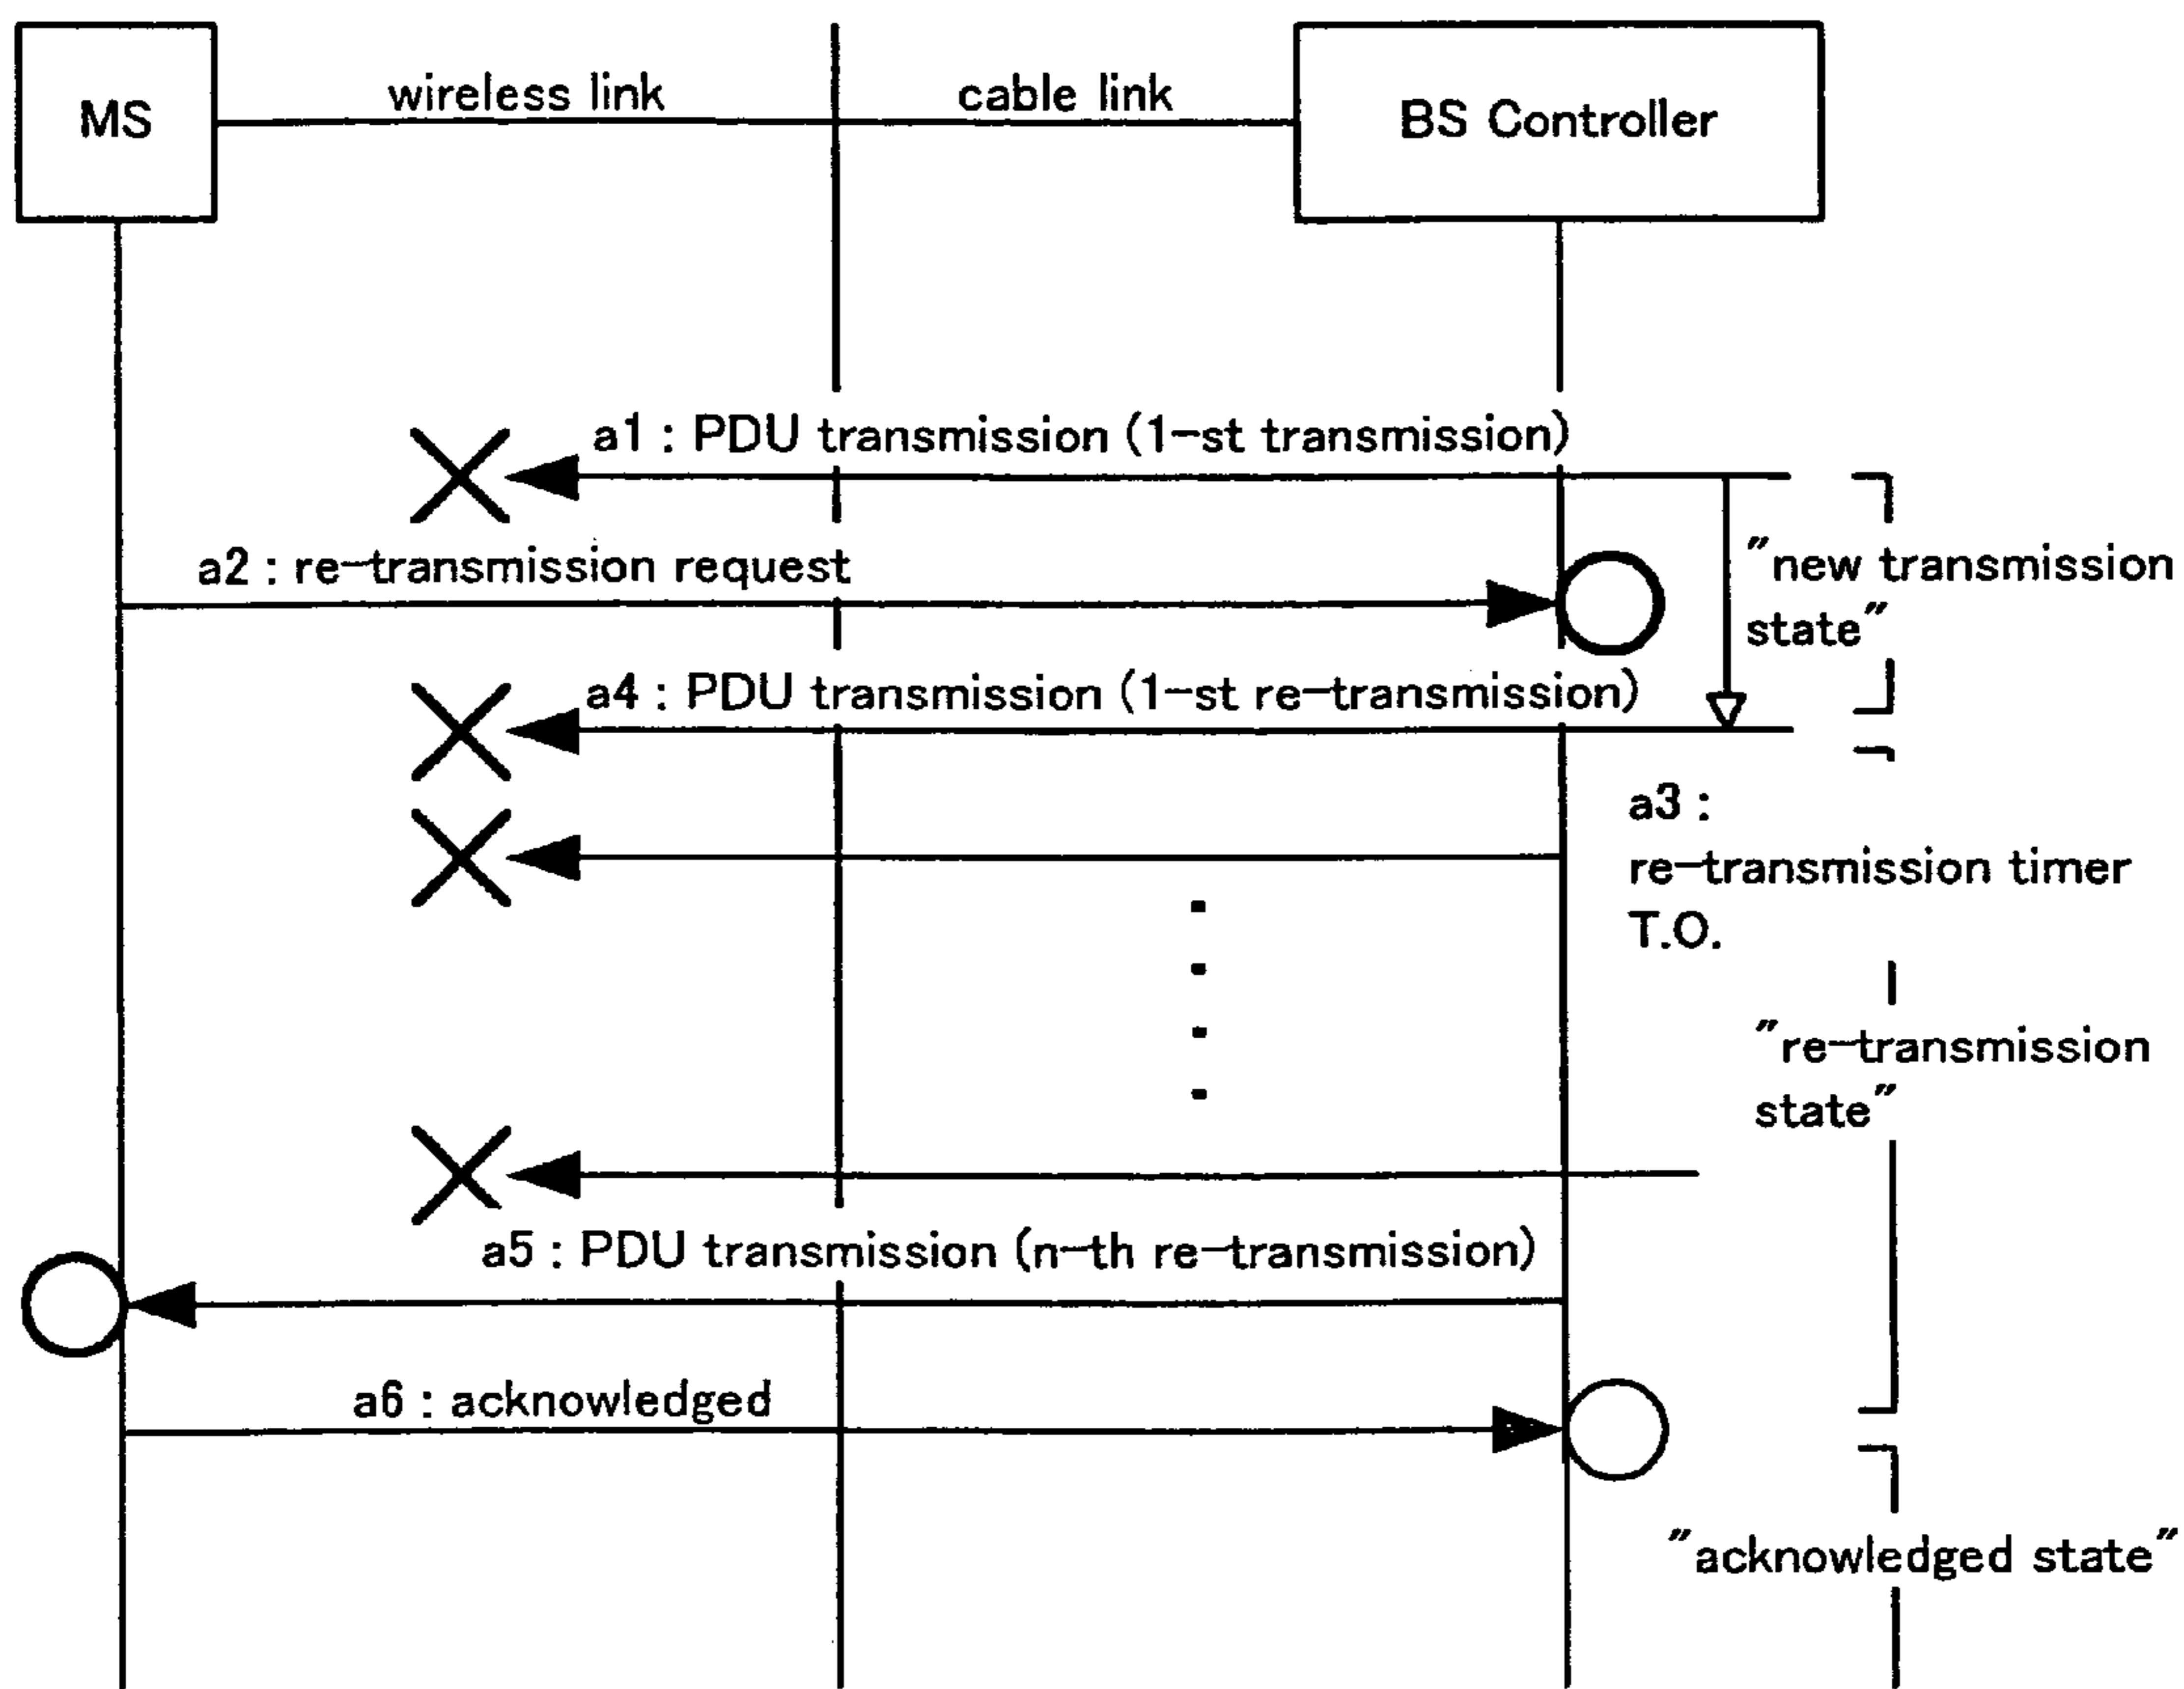 MS
wireless link
cable link
BS Controller
a1 : PDU transmission (1-st transmission)
a2 : re-transmission request
"new transmission
state"
a4 : PDU transmission (1-st re-transmission)
a3 :
re-transmission timer
T.O.
"re-transmission
state"
a5 : PDU transmission (n-th re-transmission)
a6 : acknowledged
"acknowledged state"